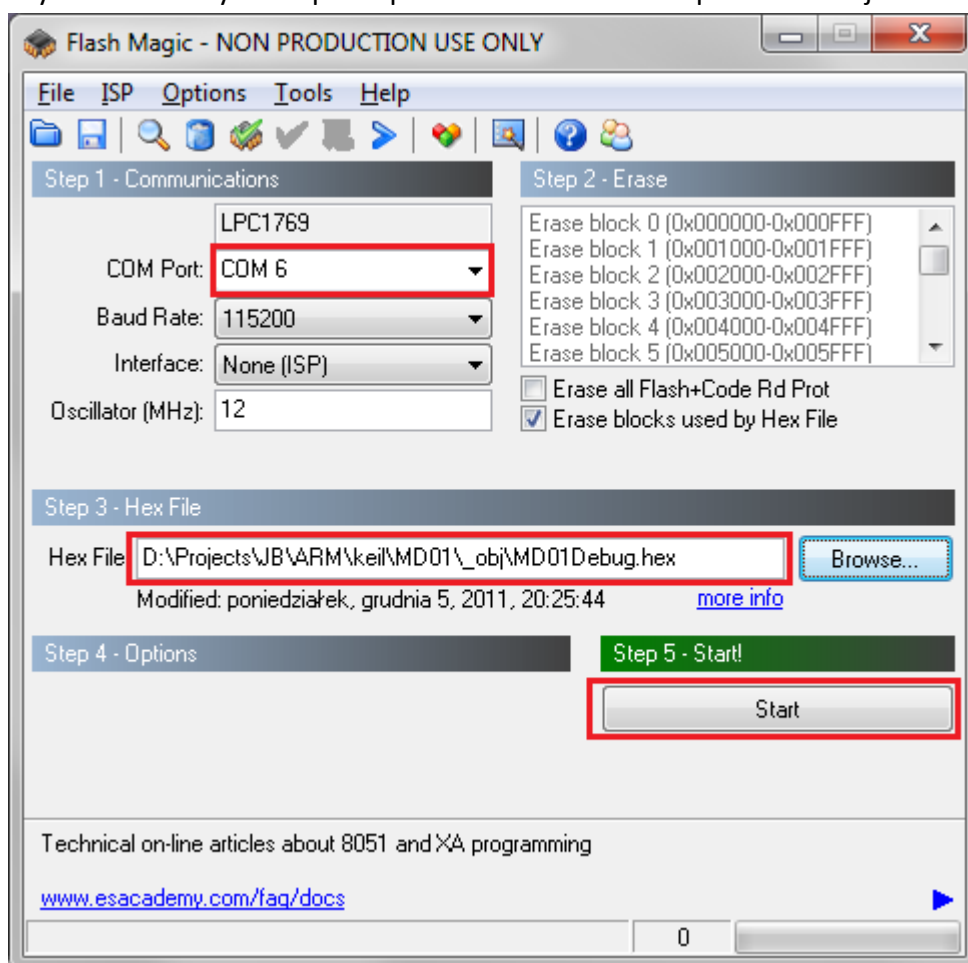 Flash Magic - NON PRODUCTION USE ONLY
File ISP Options Tools Help
Step 1 - Communications
Step 2 - Erase
LPC1769
COM Port: COM 6
Baud Rate: 115200
Interface: None (ISP)
Oscillator (MHz): 12
Erase block 0 (0x000000-0x000FFF)
Erase block 1 (0x001000-0x001FFF)
Erase block 2 (0x002000-0x002FFF)
Erase block 3 (0x003000-0x003FFF)
Erase block 4 (0x004000-0x004FFF)
Erase block 5 (0x005000-0x005FFF)
Erase all Flash+Code Rd Prot
Erase blocks used by Hex File
Step 3 - Hex File
Hex File D:\Projects\JB\ARM\keil\MD01\_obj\MD01Debug.hex Browse...
Modified: poniedziałek, grudnia 5, 2011, 20:25:44 more info
Step 4 - Options
Step 5 - Start!
Start
Technical on-line articles about 8051 and XA programming
www.esacademy.com/faq/docs
0